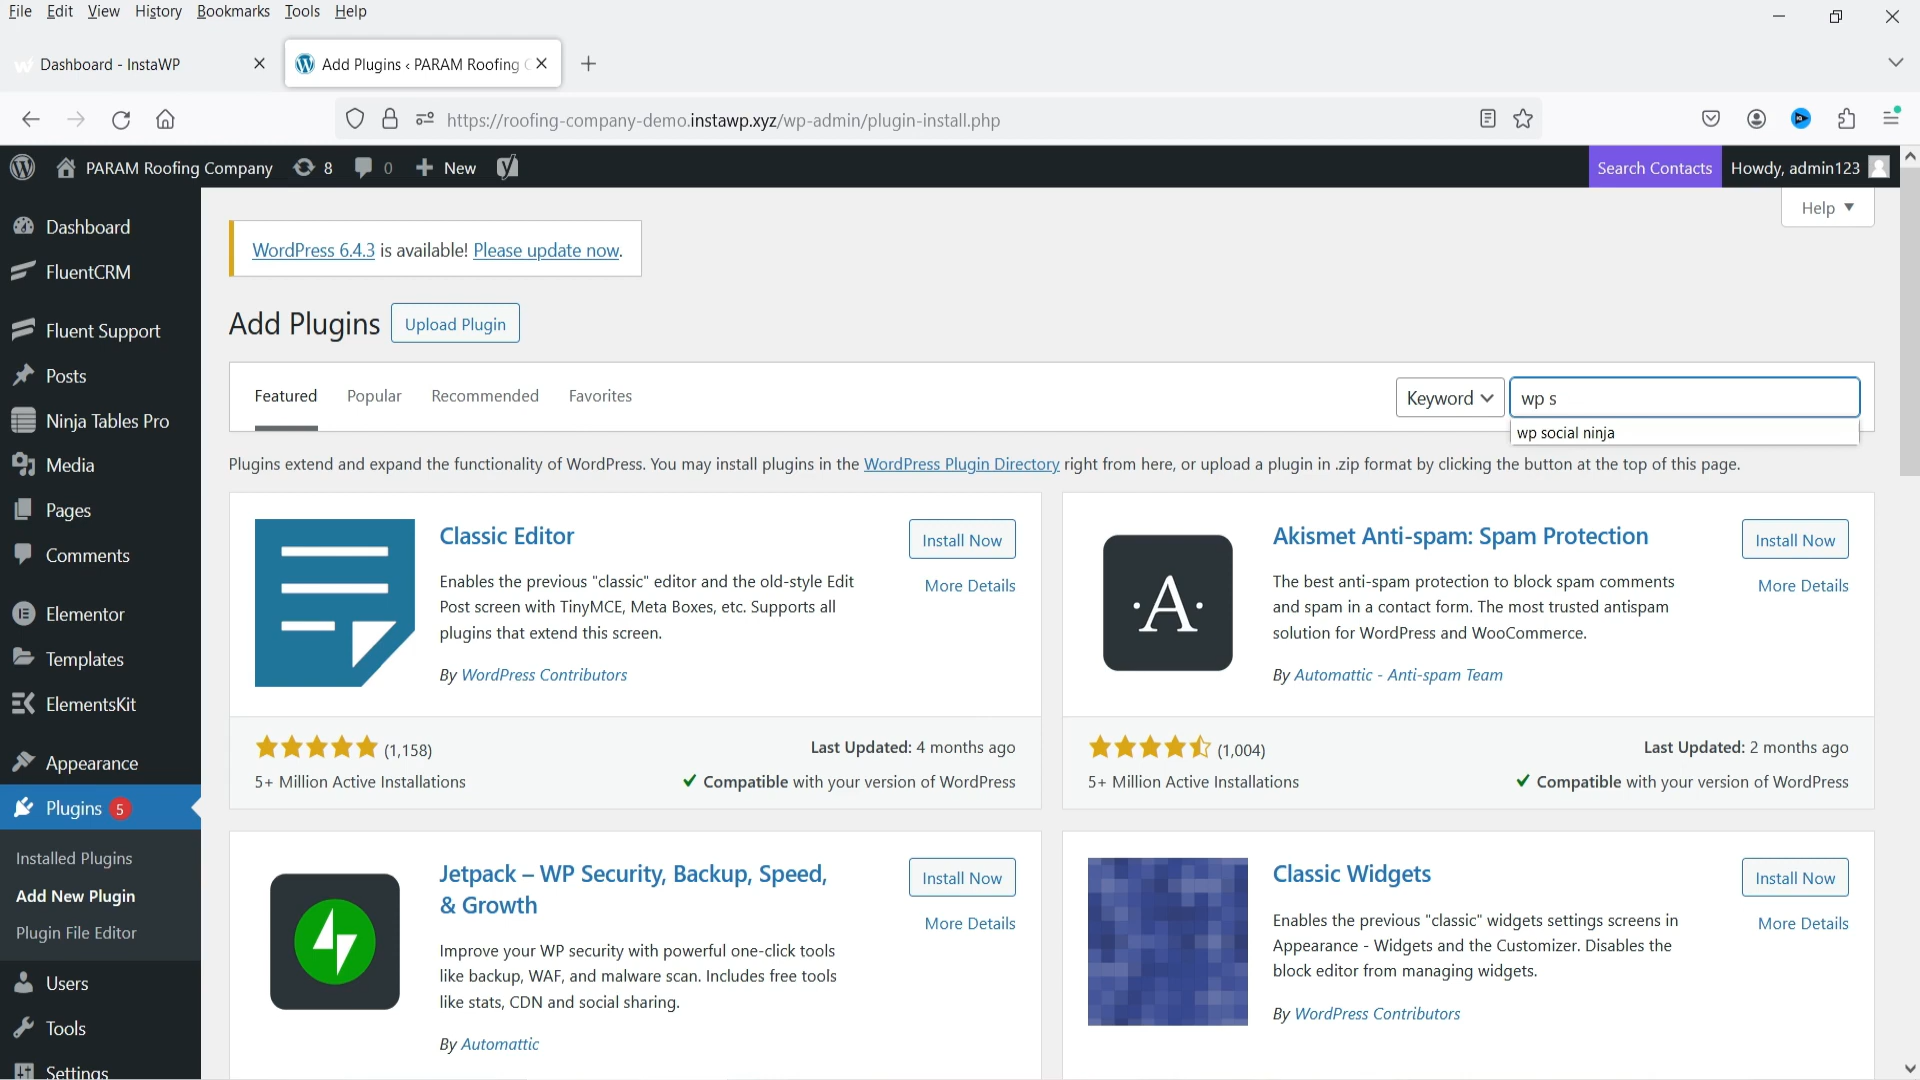 File Edit View History Bookmarks Tools Help
Dashboard - InstaWP
Add Plugins ‹ PARAM Roofing
https://roofing-company-demo.instawp.xyz/wp-admin/plugin-install.php
PARAM Roofing Company 8 0 New
Search Contacts Howdy, admin123
Help
Dashboard
FluentCRM
Fluent Support
Posts
Ninja Tables Pro
Media
Pages
Comments
Elementor
Templates
ElementsKit
Appearance
Plugins 5
Installed Plugins
Add New Plugin
Plugin File Editor
Users
Tools
Settings
WordPress 6.4.3 is available! Please update now.
Add Plugins Upload Plugin
Featured Popular Recommended Favorites
Keyword wp s
wp social ninja
Plugins extend and expand the functionality of WordPress. You may install plugins in the WordPress Plugin Directory right from here, or upload a plugin in .zip format by clicking the button at the top of this page.
Classic Editor
Install Now
More Details
Enables the previous "classic" editor and the old-style Edit
Post screen with TinyMCE, Meta Boxes, etc. Supports all
plugins that extend this screen.
By WordPress Contributors
(1,158)
5+ Million Active Installations
Last Updated: 4 months ago
Compatible with your version of WordPress
A
Akismet Anti-spam: Spam Protection
Install Now
More Details
The best anti-spam protection to block spam comments
and spam in a contact form. The most trusted antispam
solution for WordPress and WooCommerce.
By Automattic - Anti-spam Team
(1,004)
5+ Million Active Installations
Last Updated: 2 months ago
Compatible with your version of WordPress
Jetpack – WP Security, Backup, Speed,
& Growth
Install Now
More Details
Improve your WP security with powerful one-click tools
like backup, WAF, and malware scan. Includes free tools
like stats, CDN and social sharing.
By Automattic
Classic Widgets
Install Now
More Details
Enables the previous "classic" widgets settings screens in
Appearance - Widgets and the Customizer. Disables the
block editor from managing widgets.
By WordPress Contributors